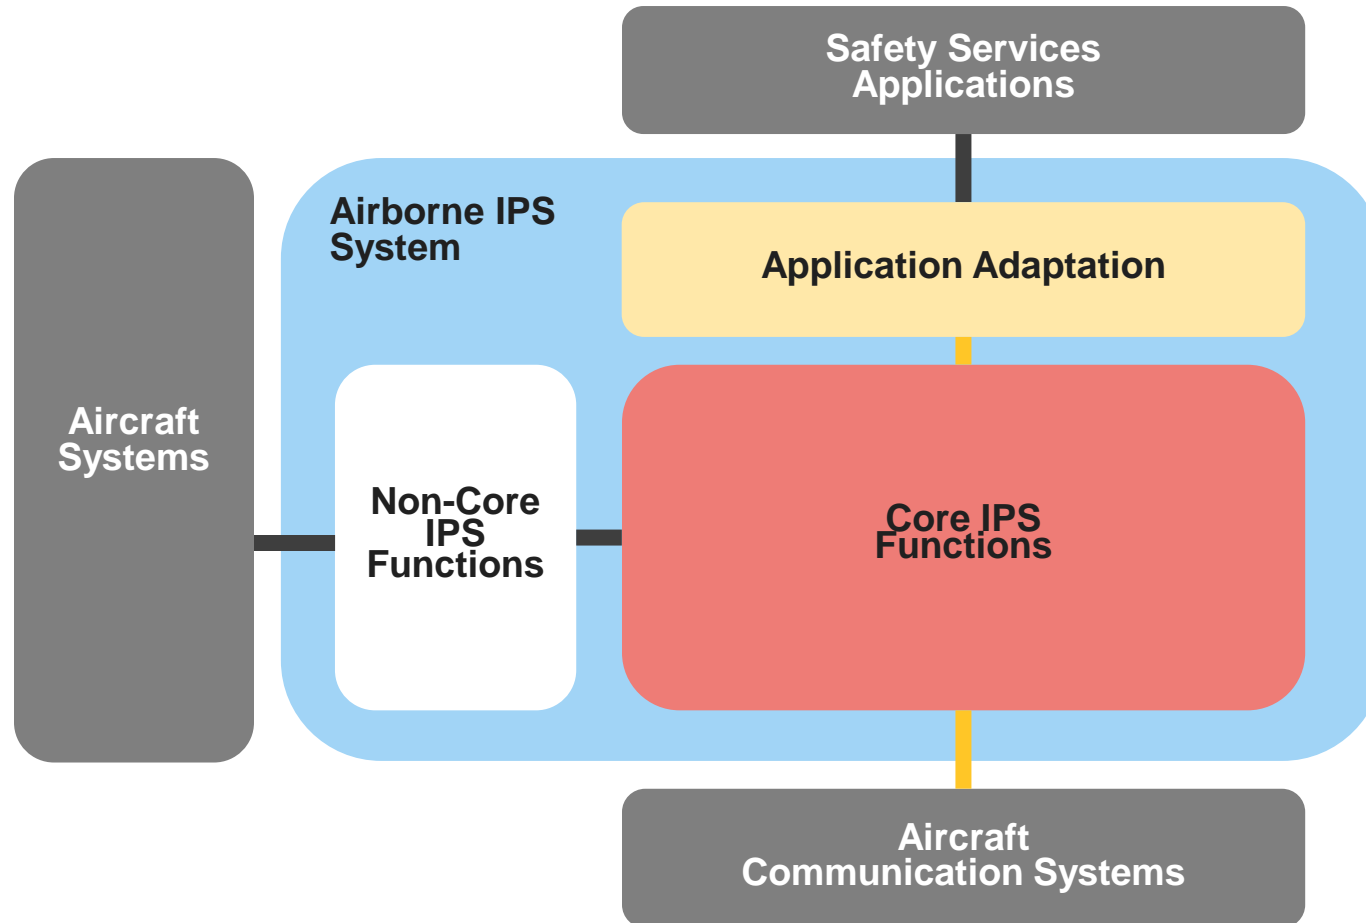 Safety Services
Applications
Airborne IPS
System
Application Adaptation
Aircraft
Systems
Non-Core
IPS
Functions
Core IPS
Functions
Aircraft
Communication Systems